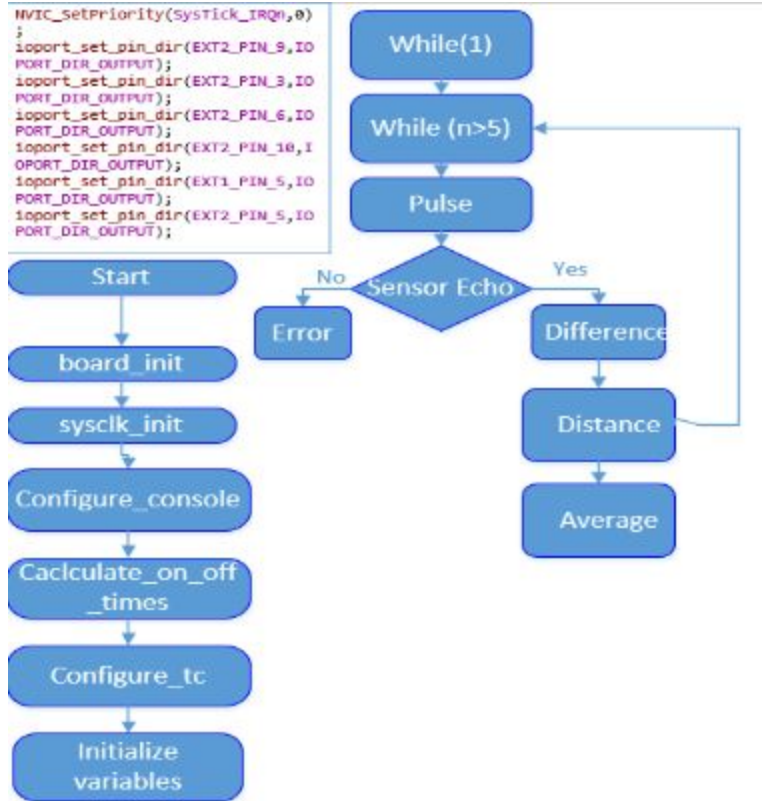 NVIC_SetPriority(SysTick_IRQn,0)
;
ioport_set_pin_dir(EXT2_PIN_9,IO
PORT_DIR_OUTPUT);
ioport_set_pin_dir(EXT2_PIN_3,IO
PORT_DIR_OUTPUT);
ioport_set_pin_dir(EXT2_PIN_6,IO
PORT_DIR_OUTPUT);
ioport_set_pin_dir(EXT2_PIN_10,I
OPORT_DIR_OUTPUT);
ioport_set_pin_dir(EXT1_PIN_5,IO
PORT_DIR_OUTPUT);
ioport_set_pin_dir(EXT2_PIN_5,IO
PORT_DIR_OUTPUT);
Start
board_init
sysclk_init
Configure_console
Caclculate_on_off
_times
Configure_tc
Initialize
variables
While(1)
While (n>5)
Pulse
Sensor Echo
No
Yes
Error
Difference
Distance
Average